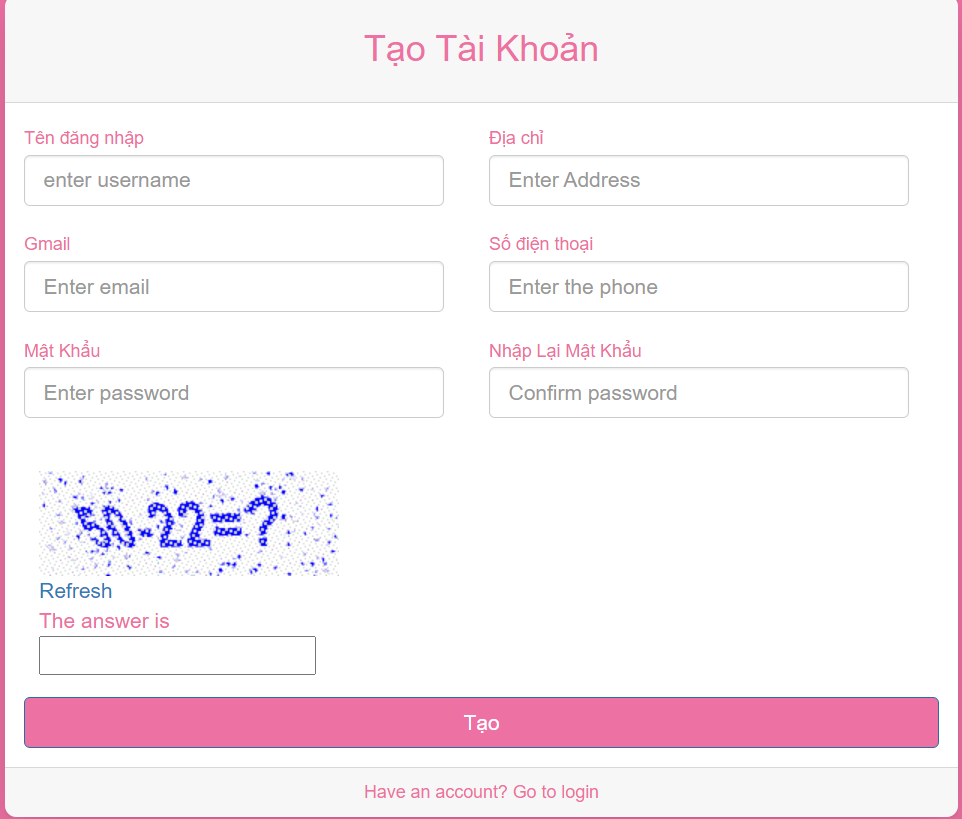 Tạo Tài Khoản
Tên đăng nhập
enter username
Địa chỉ
Enter Address
Gmail
Enter email
Số điện thoại
Enter the phone
Mật Khẩu
Enter password
Nhập Lại Mật Khẩu
Confirm password
Refresh
The answer is
Tạo
Have an account? Go to login